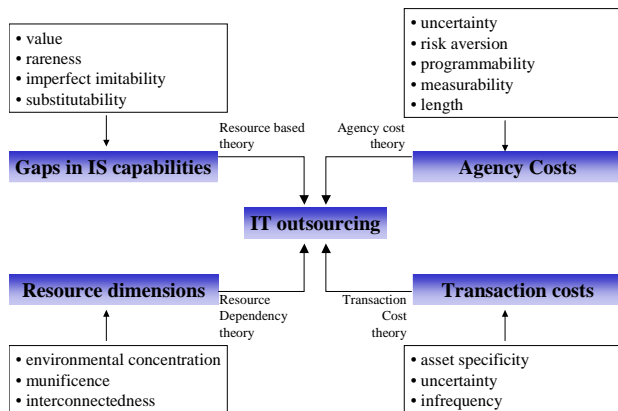 • value
• rareness
• imperfect imitability
• substitutability
• uncertainty
• risk aversion
• programmability
• measurability
• length
Resource based
theory
Agency cost
theory
Gaps in IS capabilities
Agency Costs
IT outsourcing
Resource dimensions
Transaction costs
Resource
Dependency
theory
Transaction
Cost
theory
• environmental concentration
• munificence
• interconnectedness
• asset specificity
• uncertainty
• infrequency